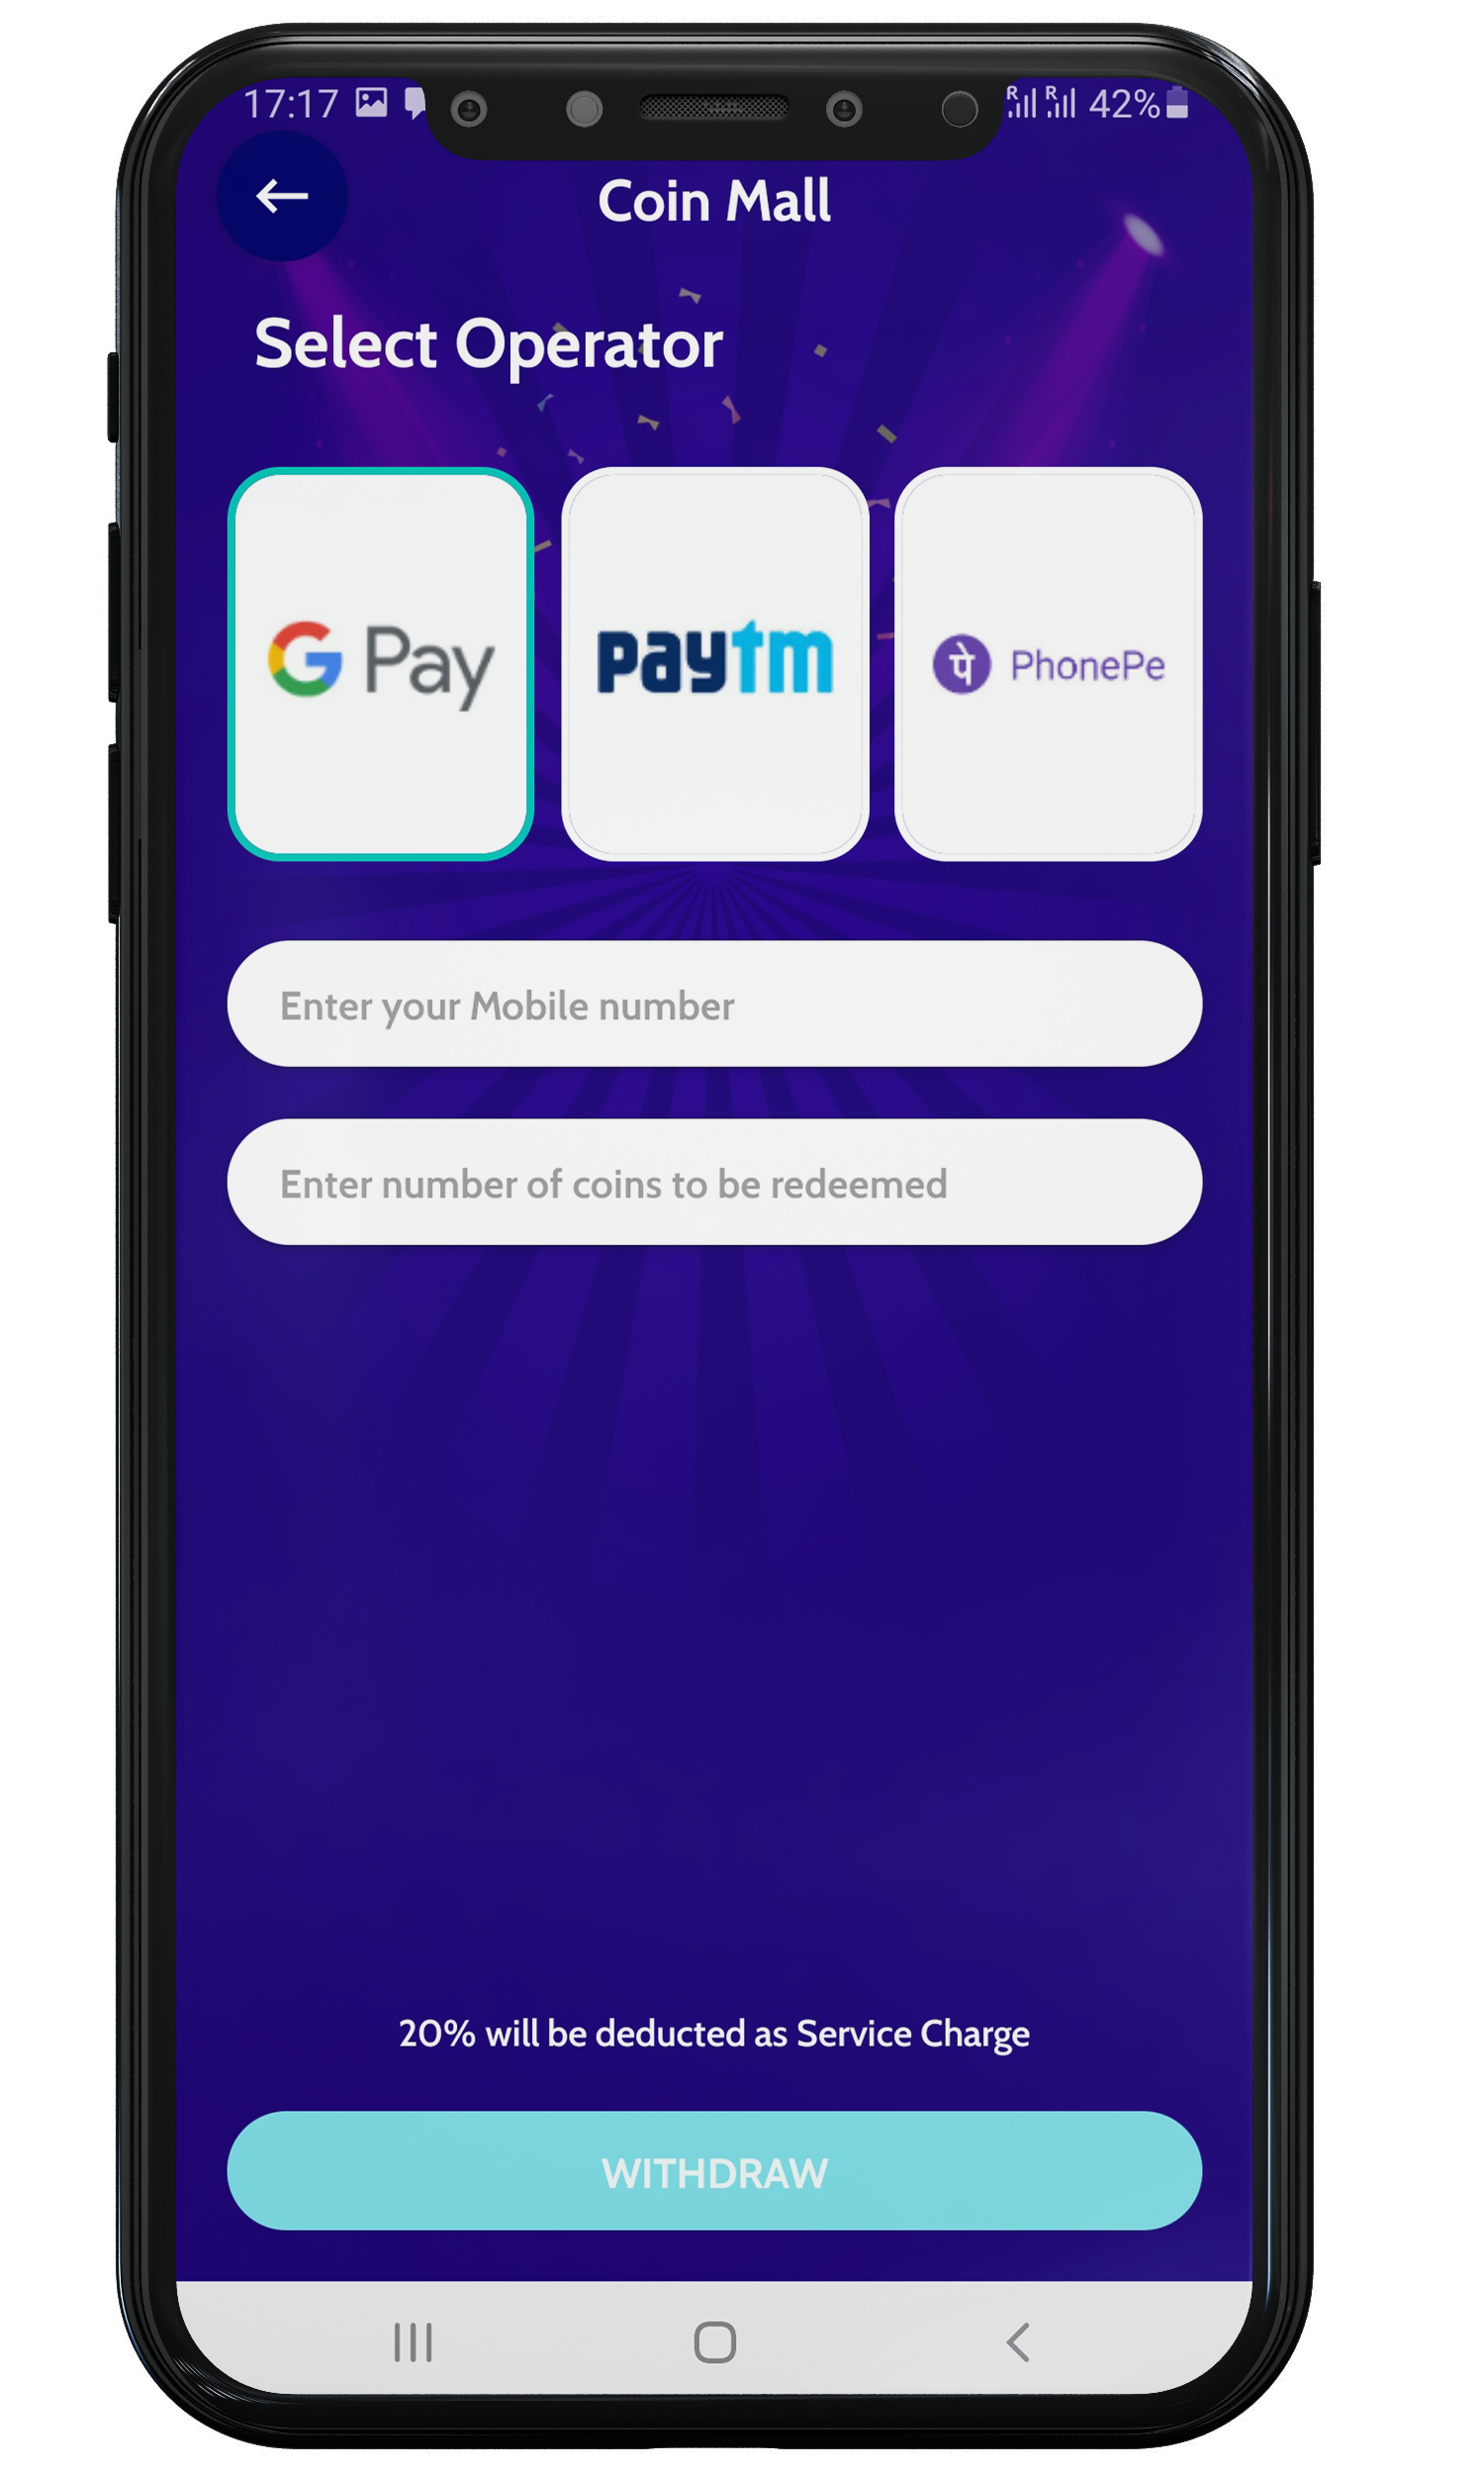 17:17
R R 42%
Coin Mall
Select Operator
G Pay
paytm
पे PhonePe
Enter your Mobile number
Enter number of coins to be redeemed
20% will be deducted as Service Charge
WITHDRAW